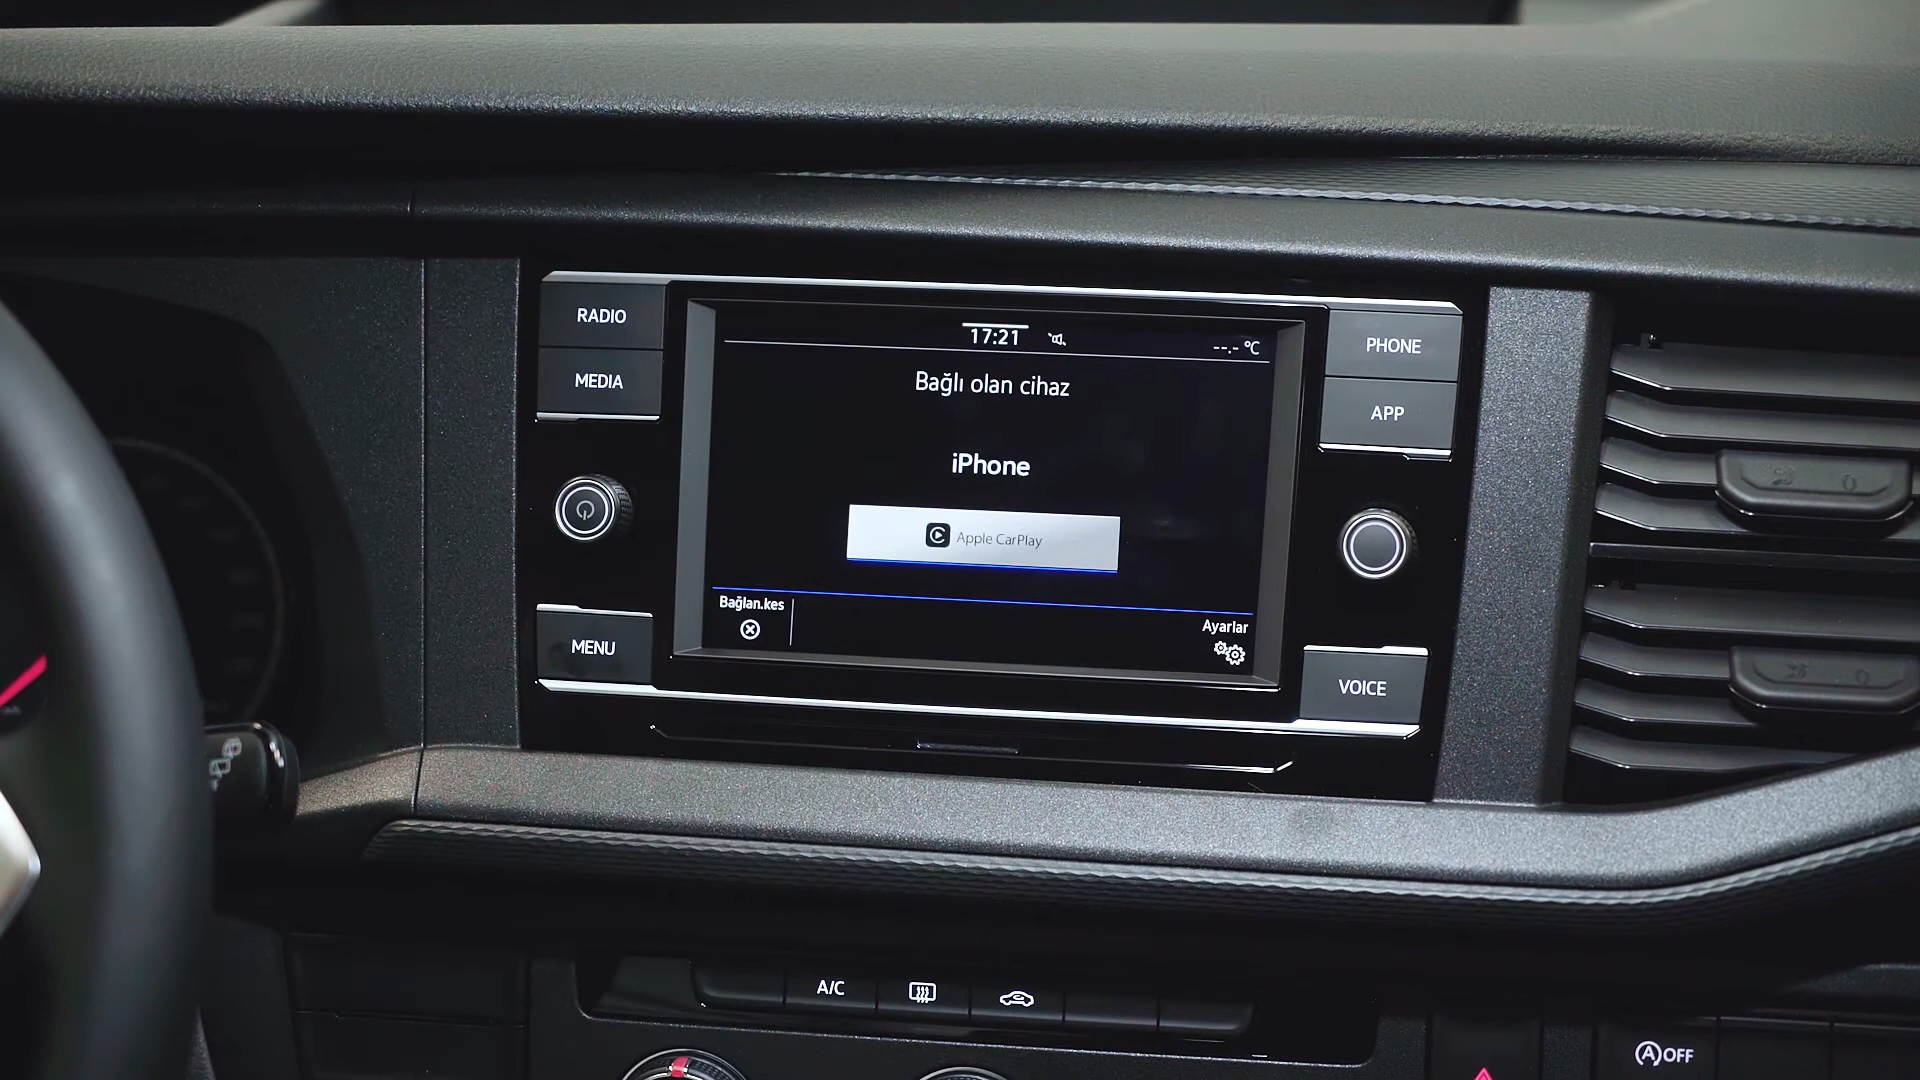 RADIO
MEDIA
MENU
17:21
--.- °C
Bağlı olan cihaz
iPhone
Apple CarPlay
Bağlan.kes
Ayarlar
PHONE
APP
VOICE
A/C
A OFF